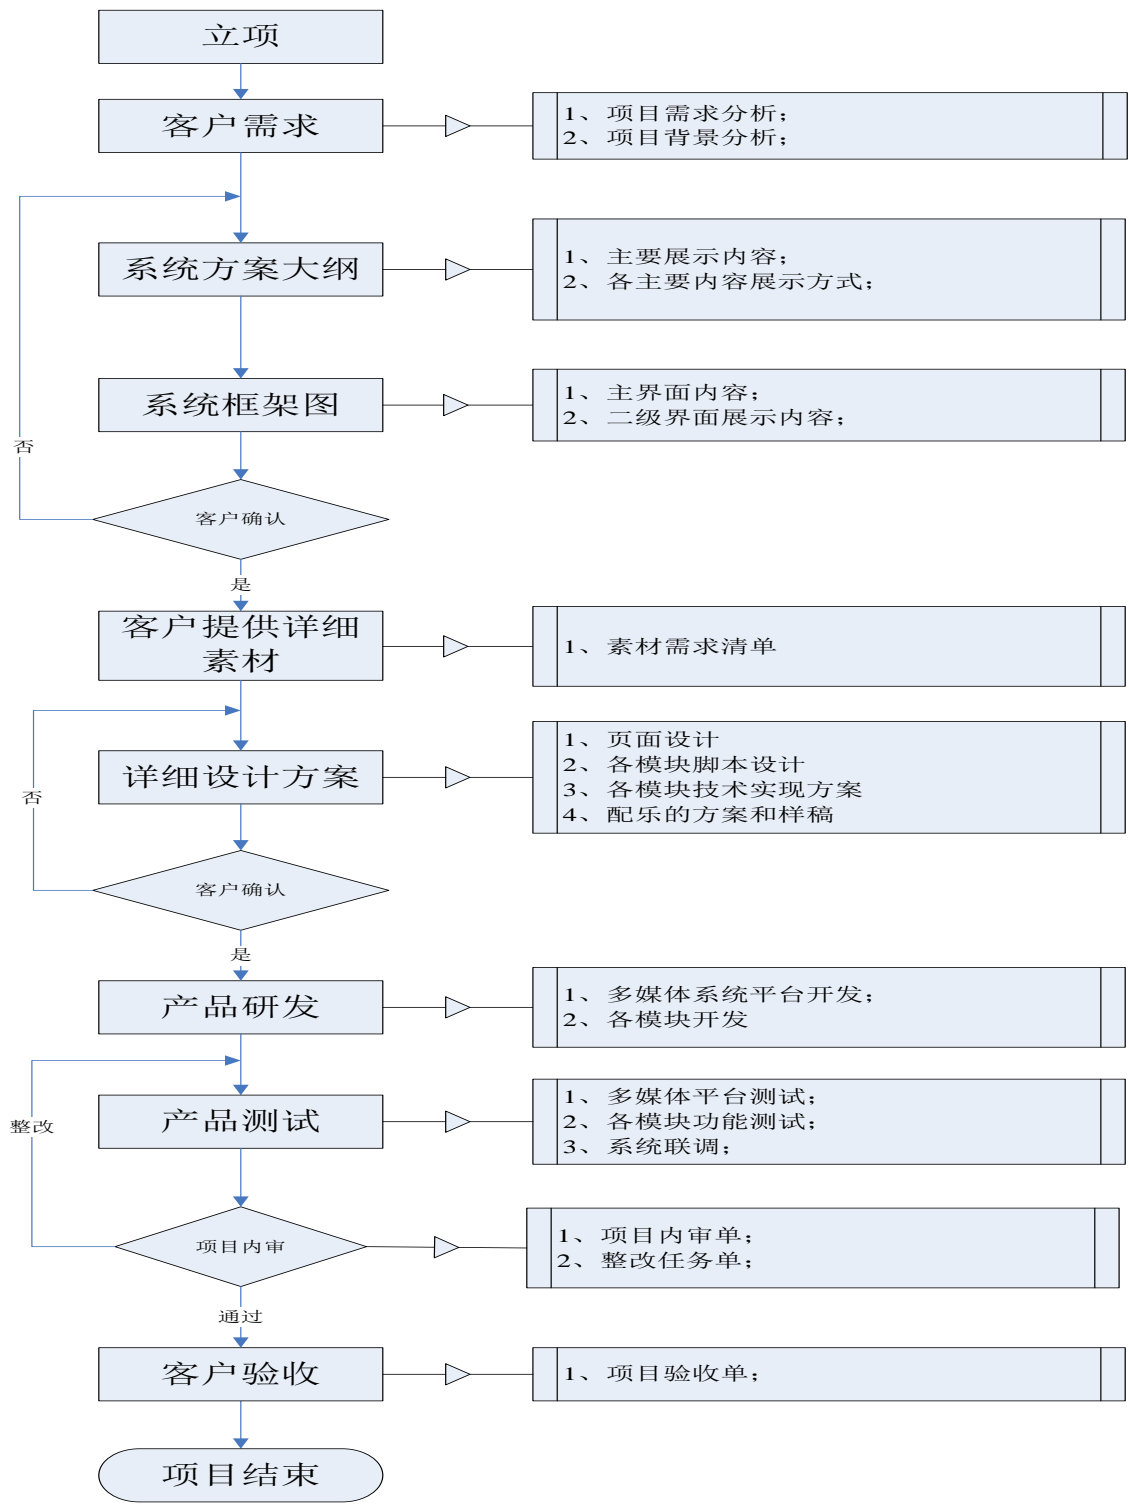 立项
客户需求
1、项目需求分析；
2、项目背景分析；
系统方案大纲
1、主要展示内容；
2、各主要内容展示方式；
系统框架图
1、主界面内容；
2、二级界面展示内容；
否
客户确认
是
客户提供详细
素材
1、素材需求清单
详细设计方案
1、页面设计
2、各模块脚本设计
3、各模块技术实现方案
4、配乐的方案和样稿
否
客户确认
是
产品研发
1、多媒体系统平台开发；
2、各模块开发
产品测试
1、多媒体平台测试；
2、各模块功能测试；
3、系统联调；
整改
项目内审
1、项目内审单；
2、整改任务单；
通过
客户验收
1、项目验收单；
项目结束